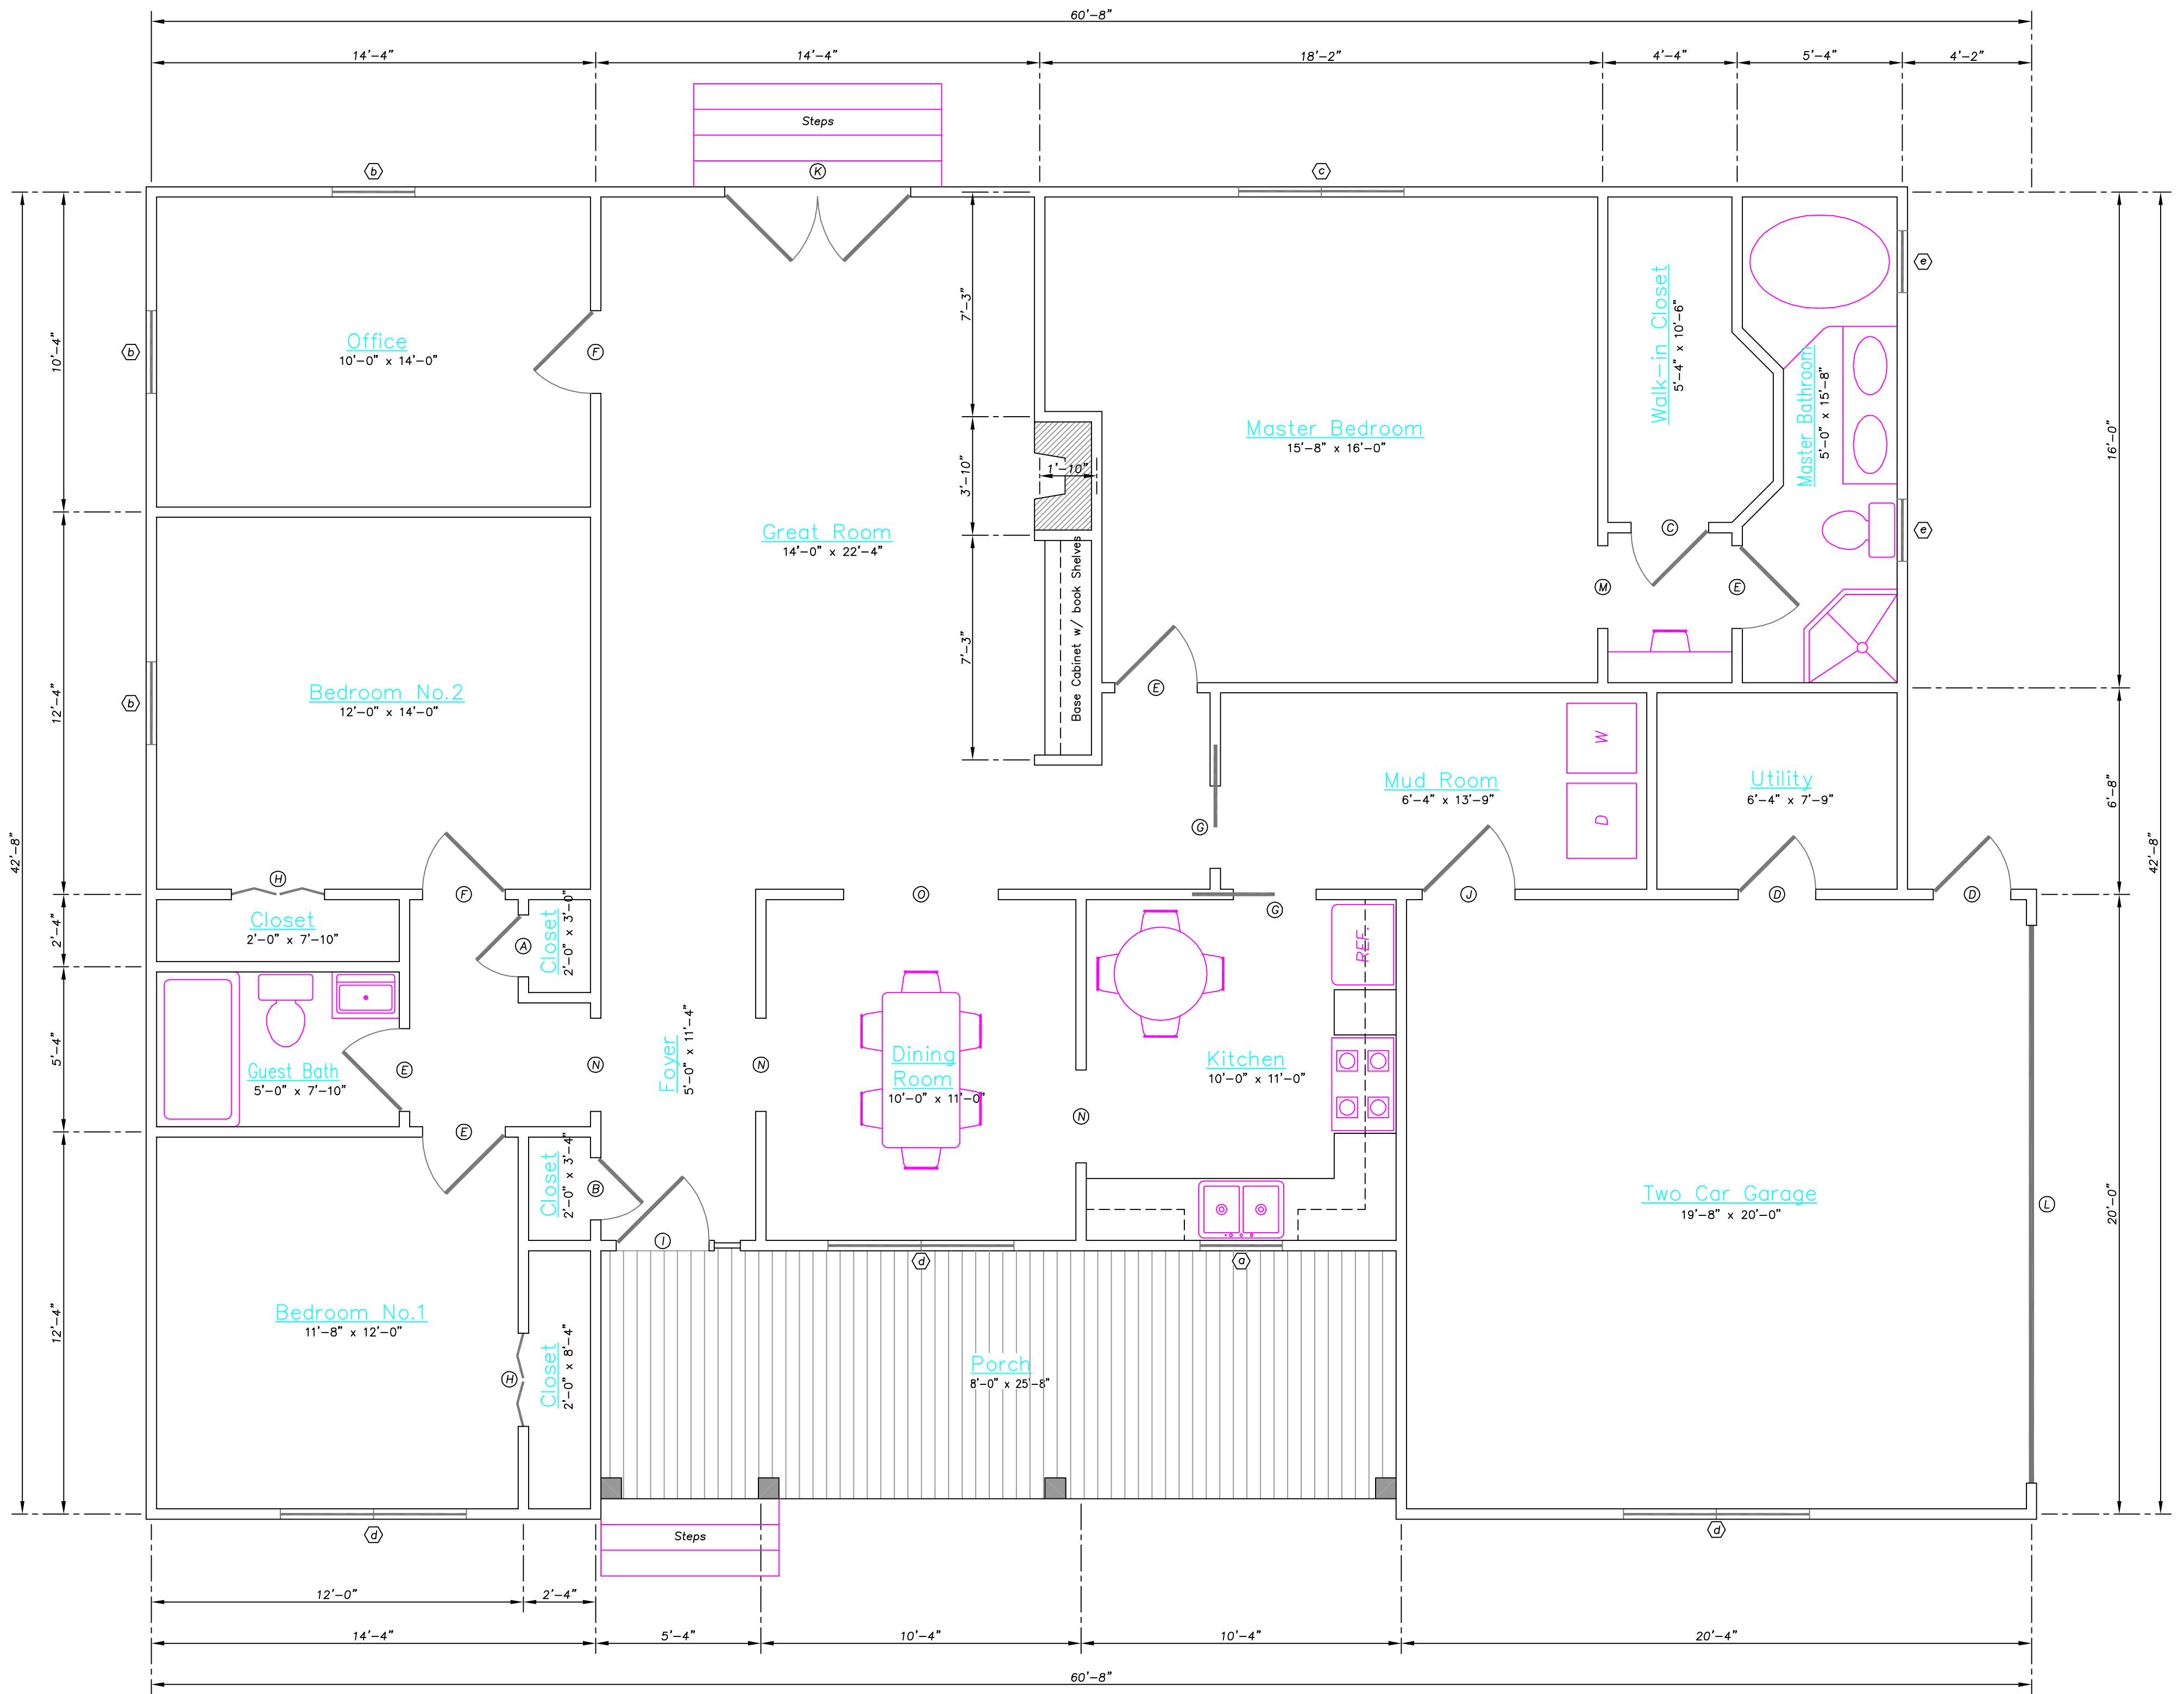 60'-8"
14'-4"
14'-4"
18'-2"
4'-4"
5'-4"
4'-2"
Steps
b
K
c
Office
10'-0" x 14'-0"
b
F
10'-4"
7'-3"
3'-10"
1'-10"
7'-3"
Great Room
14'-0" x 22'-4"
Base Cabinet w/ book Shelves
Master Bedroom
15'-8" x 16'-0"
Walk-in Closet
5'-4" x 10'-6"
Master Bathroom
5'-0" x 15'-8"
e
e
16'-0"
C
M
E
E
Bedroom No.2
12'-0" x 14'-0"
b
12'-4"
Mud Room
6'-4" x 13'-9"
W
D
Utility
6'-4" x 7'-9"
6'-8"
G
42'-8"
42'-8"
H
F
O
G
J
D
D
Closet
2'-0" x 7'-10"
2'-4"
A
Closet
2'-0" x 3'-0"
REF.
Guest Bath
5'-0" x 7'-10"
5'-4"
E
N
Foyer
5'-0" x 11'-4"
N
Dining
Room
10'-0" x 11'-0"
Kitchen
10'-0" x 11'-0"
N
E
Closet
2'-0" x 3'-4"
B
I
d
a
Two Car Garage
19'-8" x 20'-0"
L
20'-0"
Bedroom No.1
11'-8" x 12'-0"
12'-4"
H
Closet
2'-0" x 8'-4"
Porch
8'-0" x 25'-8"
d
Steps
d
12'-0"
2'-4"
14'-4"
5'-4"
10'-4"
10'-4"
20'-4"
60'-8"